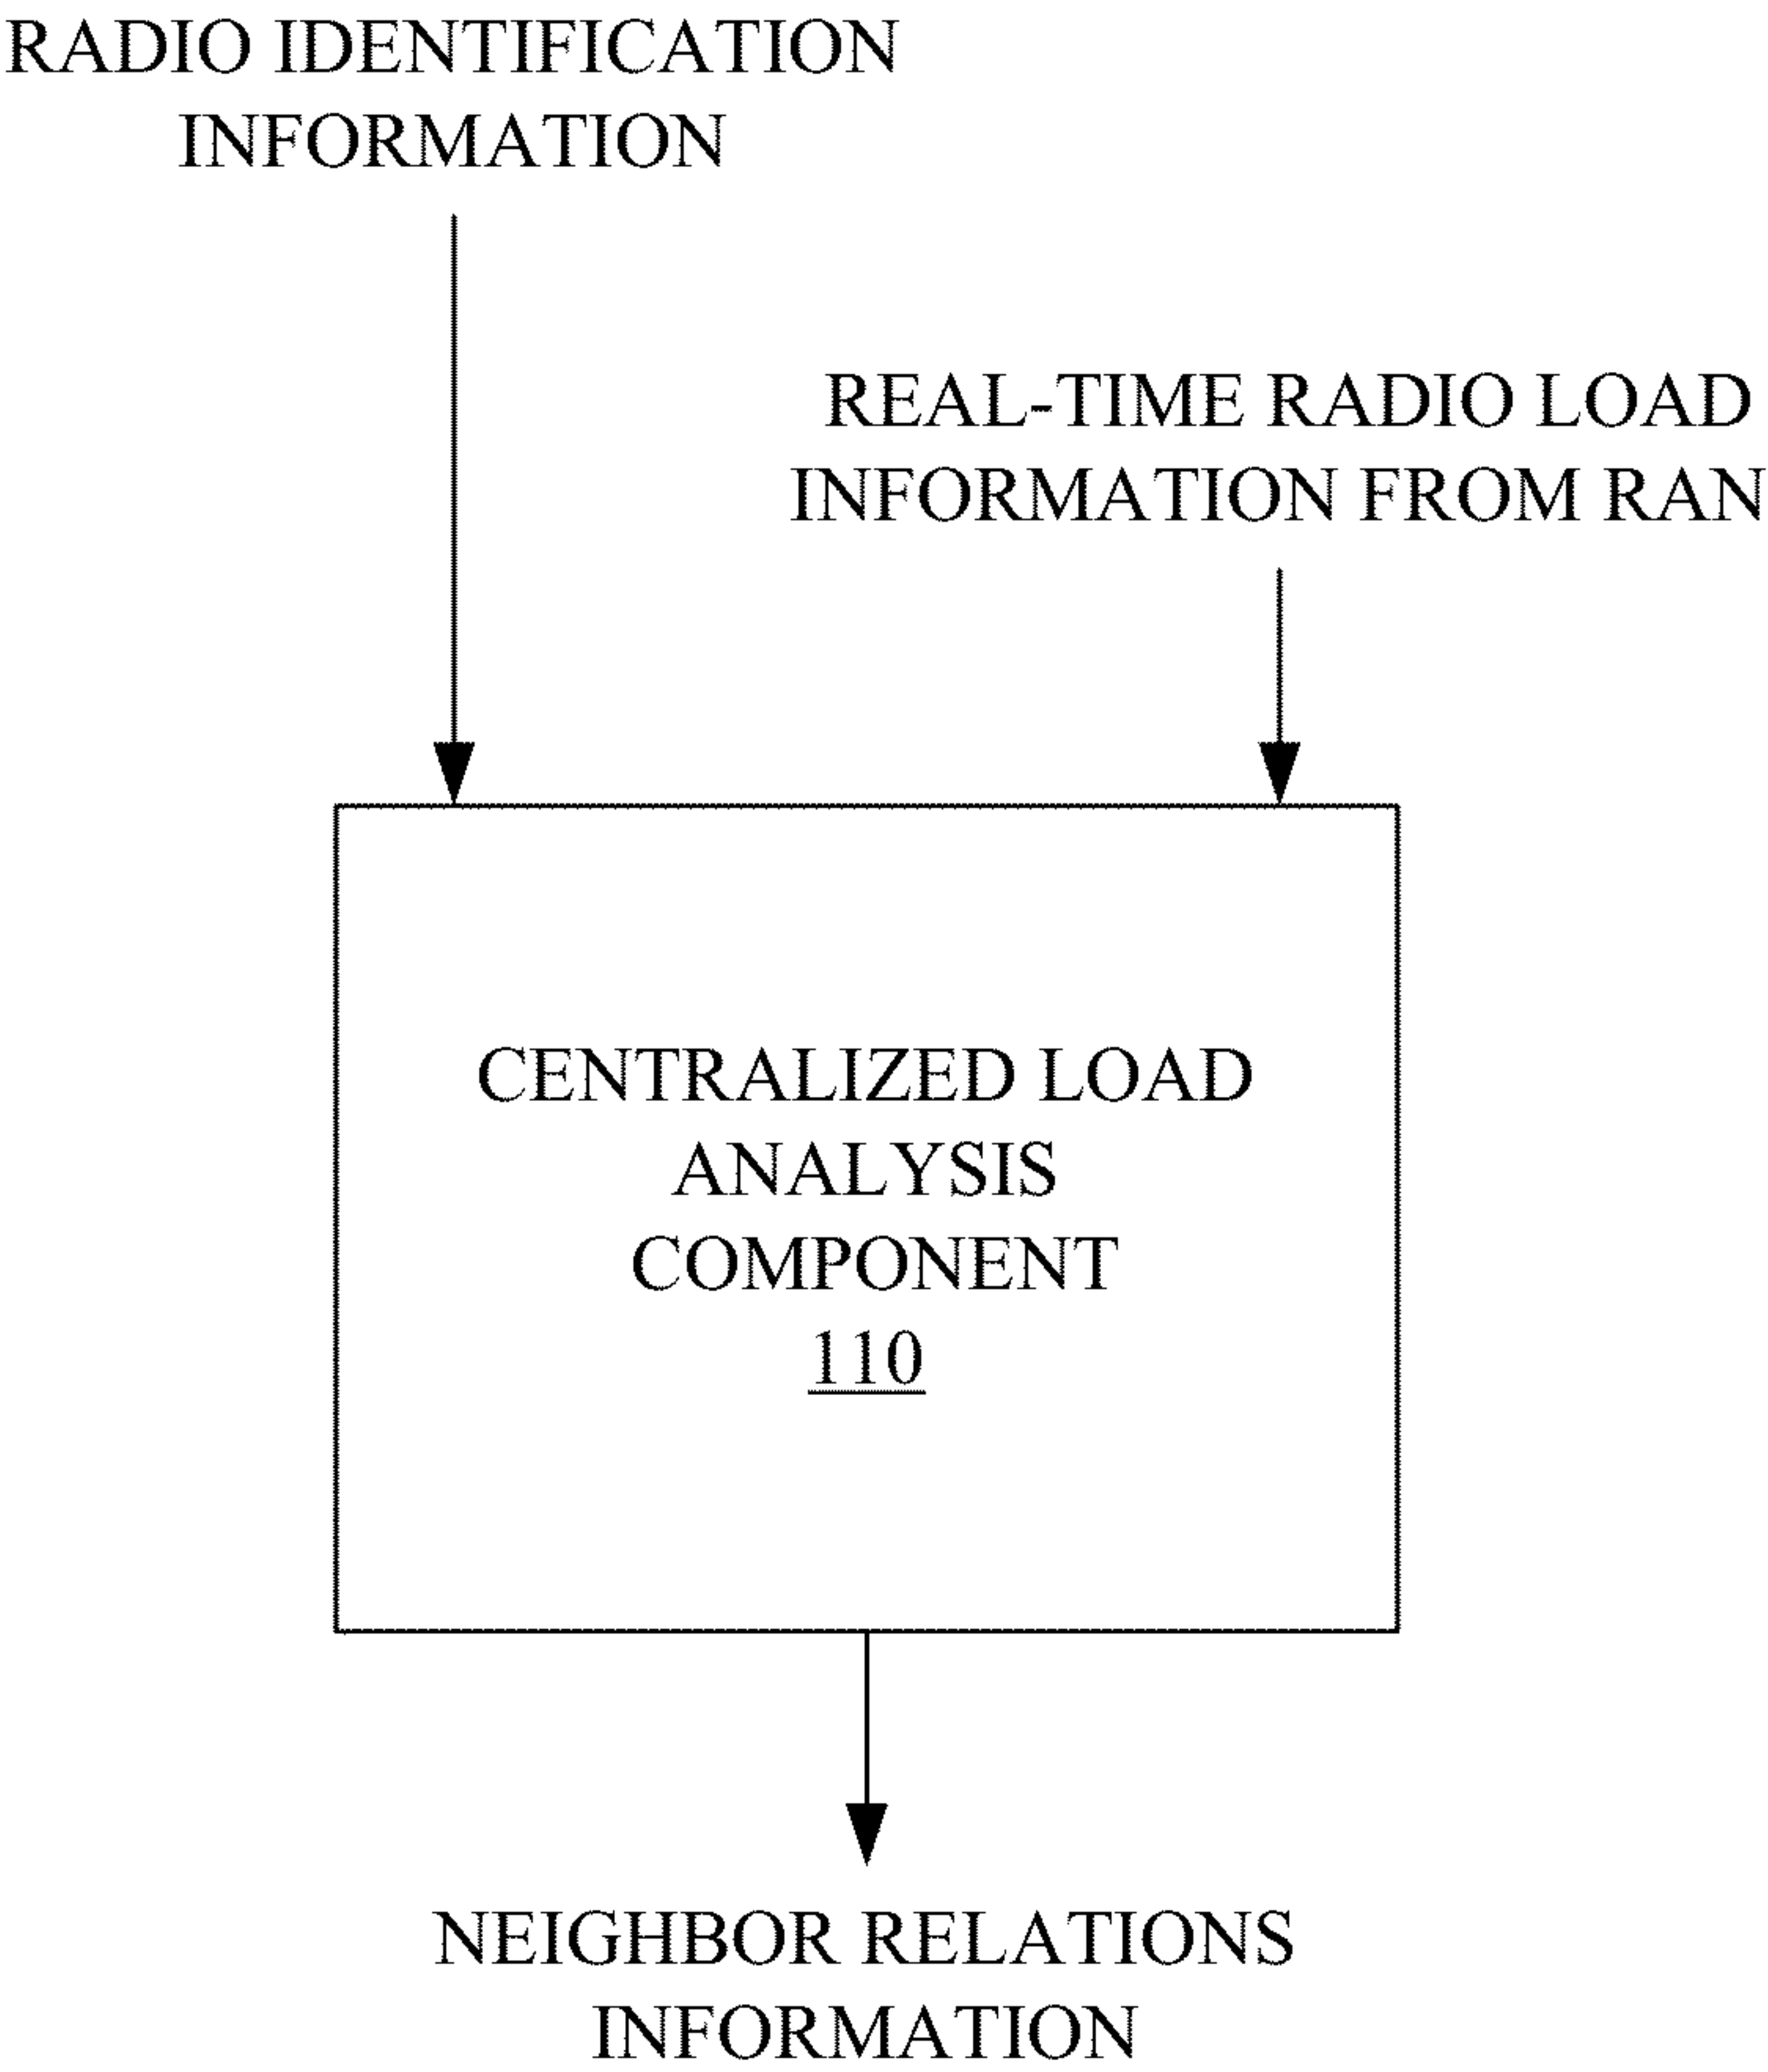 RADIO IDENTIFICATION
INFORMATION
REAL-TIME RADIO LOAD
INFORMATION FROM RAN
CENTRALIZED LOAD
ANALYSIS
COMPONENT
110
NEIGHBOR RELATIONS
INFORMATION